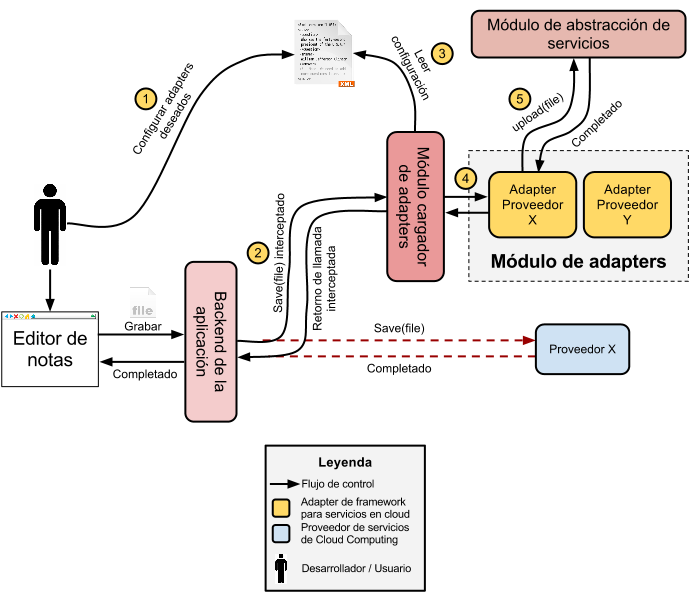 Módulo de abstracción de
servicios
1
Configurar adapters
deseados
XML
3
Leer
configuración
5
upload(file)
Completado
4
Adapter
Proveedor
X
Adapter
Proveedor
Y
Módulo de adapters
Módulo cargador
de adapters
2
Save(file) interceptado
Retorno de llamada
interceptada
Backend de la
aplicación
file
Grabar
Editor de
notas
Completado
Save(file)
Completado
Proveedor X
Leyenda
Flujo de control
Adapter de framework
para servicios en cloud
Proveedor de servicios
de Cloud Computing
Desarrollador / Usuario